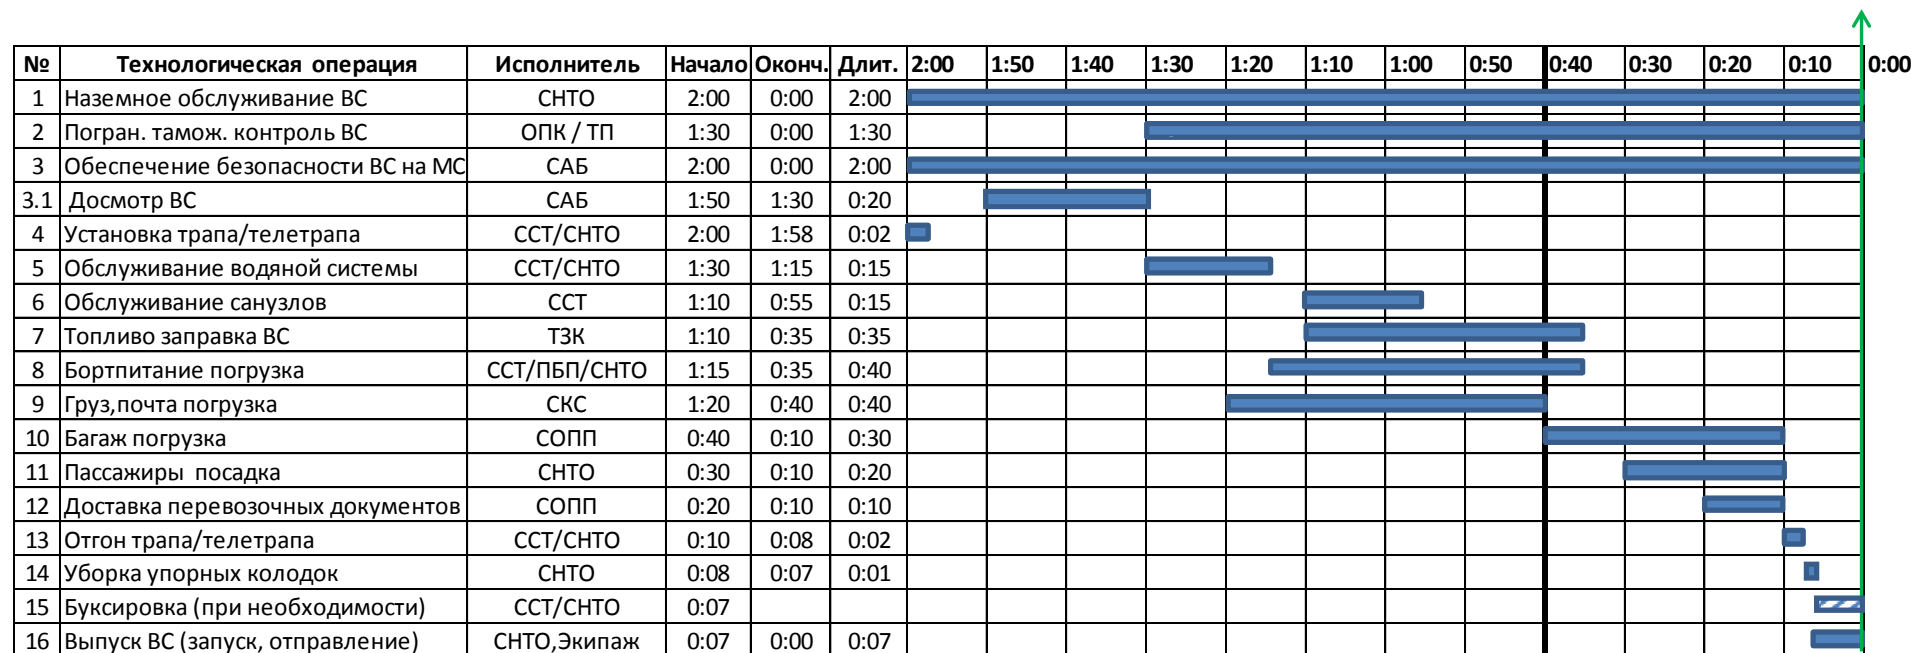 № Технологическая операция Исполнитель Начало Оконч. Длит. 2:00 1:50 1:40 1:30 1:20 1:10 1:00 0:50 0:40 0:30 0:20 0:10 0:00
1 Наземное обслуживание ВС СНТО 2:00 0:00 2:00
2 Погран. тамож. контроль ВС ОПК / ТП 1:30 0:00 1:30
3 Обеспечение безопасности ВС на МС САБ 2:00 0:00 2:00
3.1 Досмотр ВС САБ 1:50 1:30 0:20
4 Установка трапа/телетрапа ССТ/СНТО 2:00 1:58 0:02
5 Обслуживание водяной системы ССТ/СНТО 1:30 1:15 0:15
6 Обслуживание санузлов ССТ 1:10 0:55 0:15
7 Топливо заправка ВС ТЗК 1:10 0:35 0:35
8 Бортпитание погрузка ССТ/ПБП/СНТО 1:15 0:35 0:40
9 Груз,почта погрузка СКС 1:20 0:40 0:40
10 Багаж погрузка СОПП 0:40 0:10 0:30
11 Пассажиры посадка СНТО 0:30 0:10 0:20
12 Доставка перевозочных документов СОПП 0:20 0:10 0:10
13 Отгон трапа/телетрапа ССТ/СНТО 0:10 0:08 0:02
14 Уборка упорных колодок СНТО 0:08 0:07 0:01
15 Буксировка (при необходимости) ССТ/СНТО 0:07
16 Выпуск ВС (запуск, отправление) СНТО,Экипаж 0:07 0:00 0:07